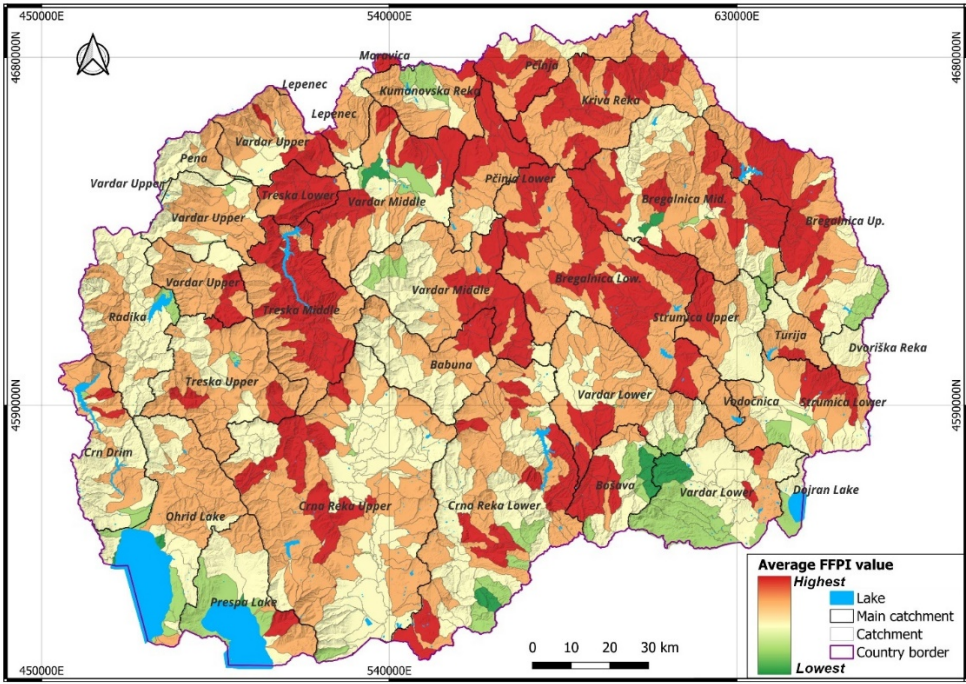 450000E
540000E
630000E
4680000N
4680000N
Moravica
Pčinja
Lepenec
Kumanovska Reka
Kriva Reka
Lepenec
Vardar Upper
Pena
Pčinja Lower
Vardar Upper
Treska Lower
Vardar Middle
Bregalnica Mid.
Vardar Upper
Bregalnica Up.
Vardar Upper
Bregalnica Low.
Vardar Middle
Treska Middle
Radika
Strumica Upper
Turija
Dvoriška Reka
Babuna
Treska Upper
Vardar Lower
Vodočnica
Strumica Lower
4590000N
4590000N
Crn Drim
Bošava
Vardar Lower
Dojran Lake
Crna Reka Upper
Crna Reka Lower
Ohrid Lake
Prespa Lake
Average FFPI value
Highest
Lowest
Lake
Main catchment
Catchment
Country border
0 10 20 30 km
450000E
540000E
630000E